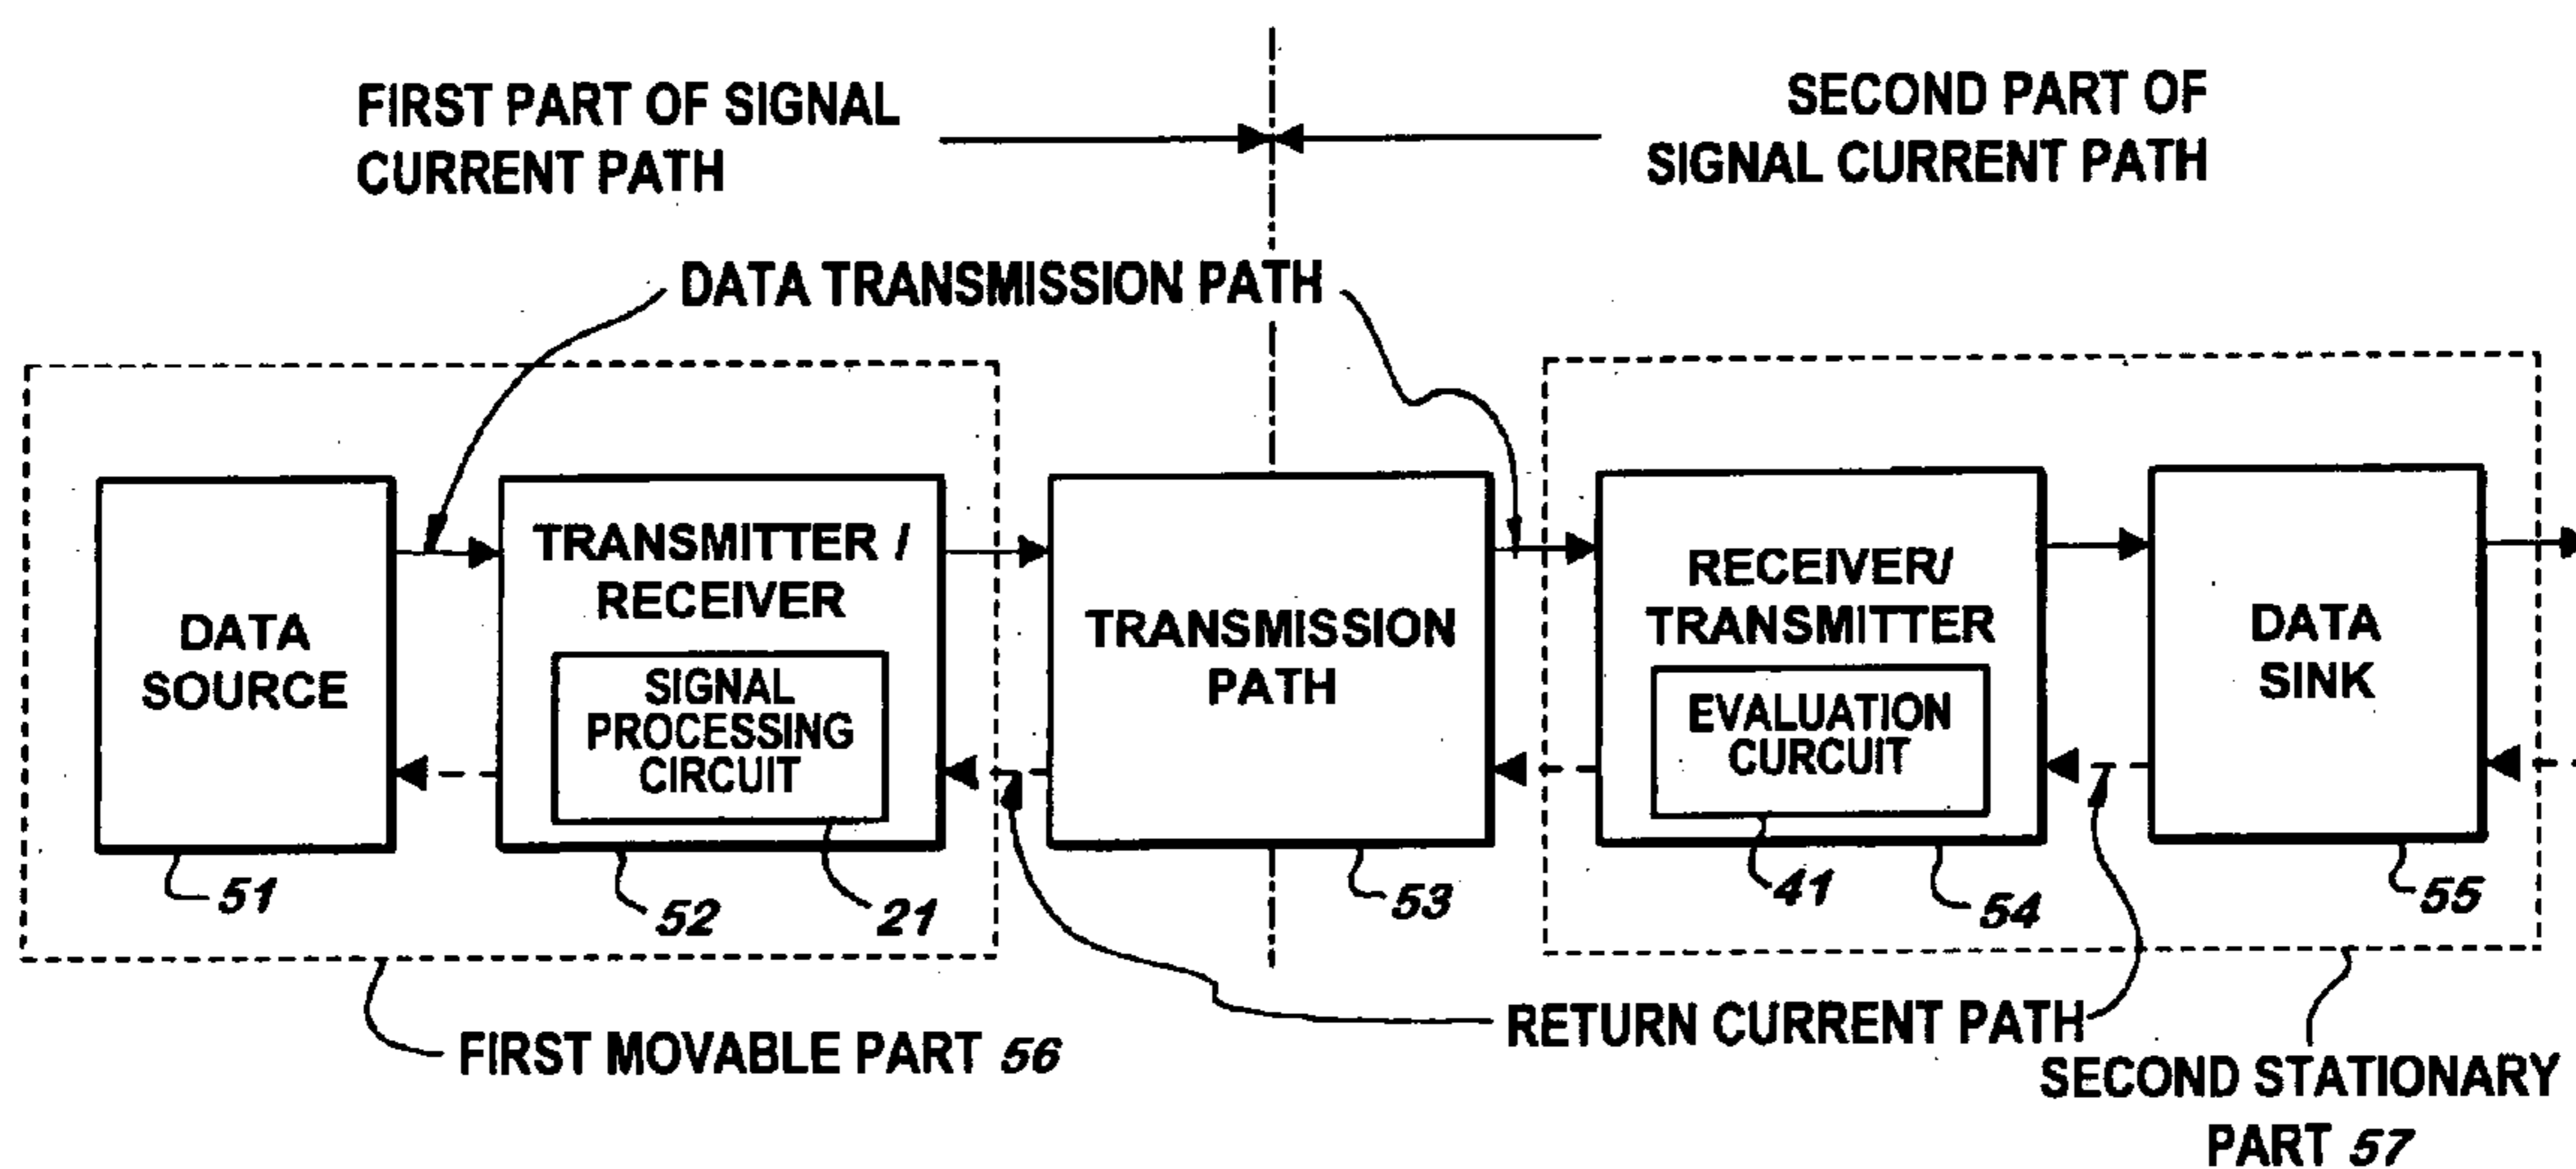 FIRST PART OF SIGNAL
CURRENT PATH
SECOND PART OF
SIGNAL CURRENT PATH
DATA TRANSMISSION PATH
DATA
SOURCE
TRANSMITTER /
RECEIVER
SIGNAL
PROCESSING
CIRCUIT
TRANSMISSION
PATH
RECEIVER/
TRANSMITTER
EVALUATION
CURCUIT
DATA
SINK
51
52
21
53
41
54
55
FIRST MOVABLE PART 56
RETURN CURRENT PATH
SECOND STATIONARY
PART 57